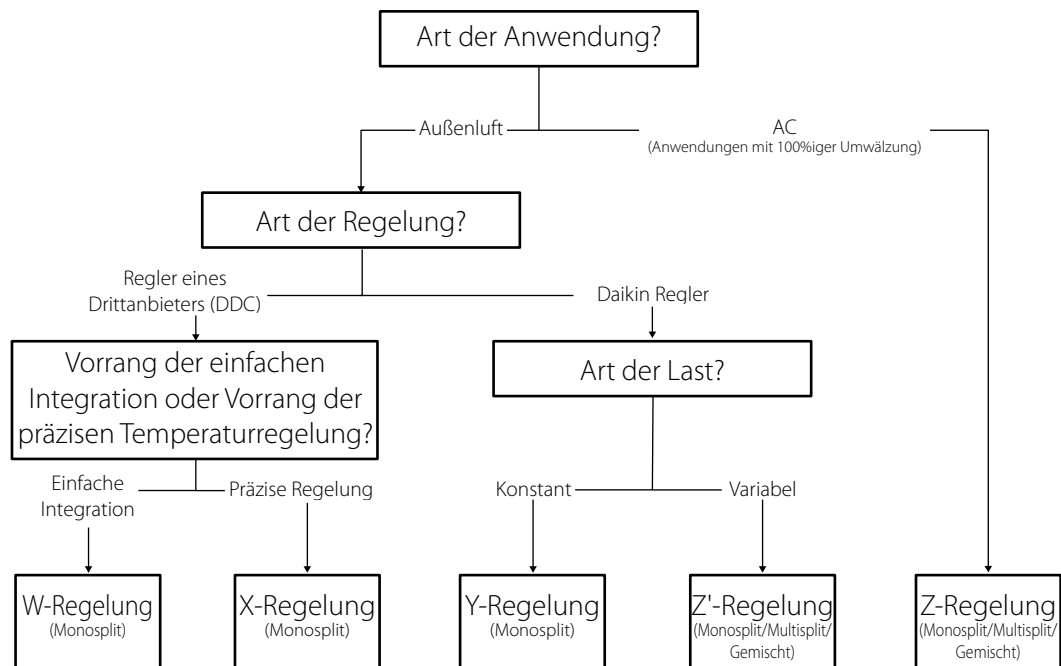 Art der Anwendung?
Außenluft
AC
(Anwendungen mit 100%iger Umwälzung)
Art der Regelung?
Regler eines
Drittanbieters (DDC)
Daikin Regler
Vorrang der einfachen
Integration oder Vorrang der
präzisen Temperaturregelung?
Art der Last?
Einfache
Integration
Präzise Regelung
Konstant
Variabel
W-Regelung
(Monosplit)
X-Regelung
(Monosplit)
Y-Regelung
(Monosplit)
Z'-Regelung
(Monosplit/Multisplit/
Gemischt)
Z-Regelung
(Monosplit/Multisplit/
Gemischt)